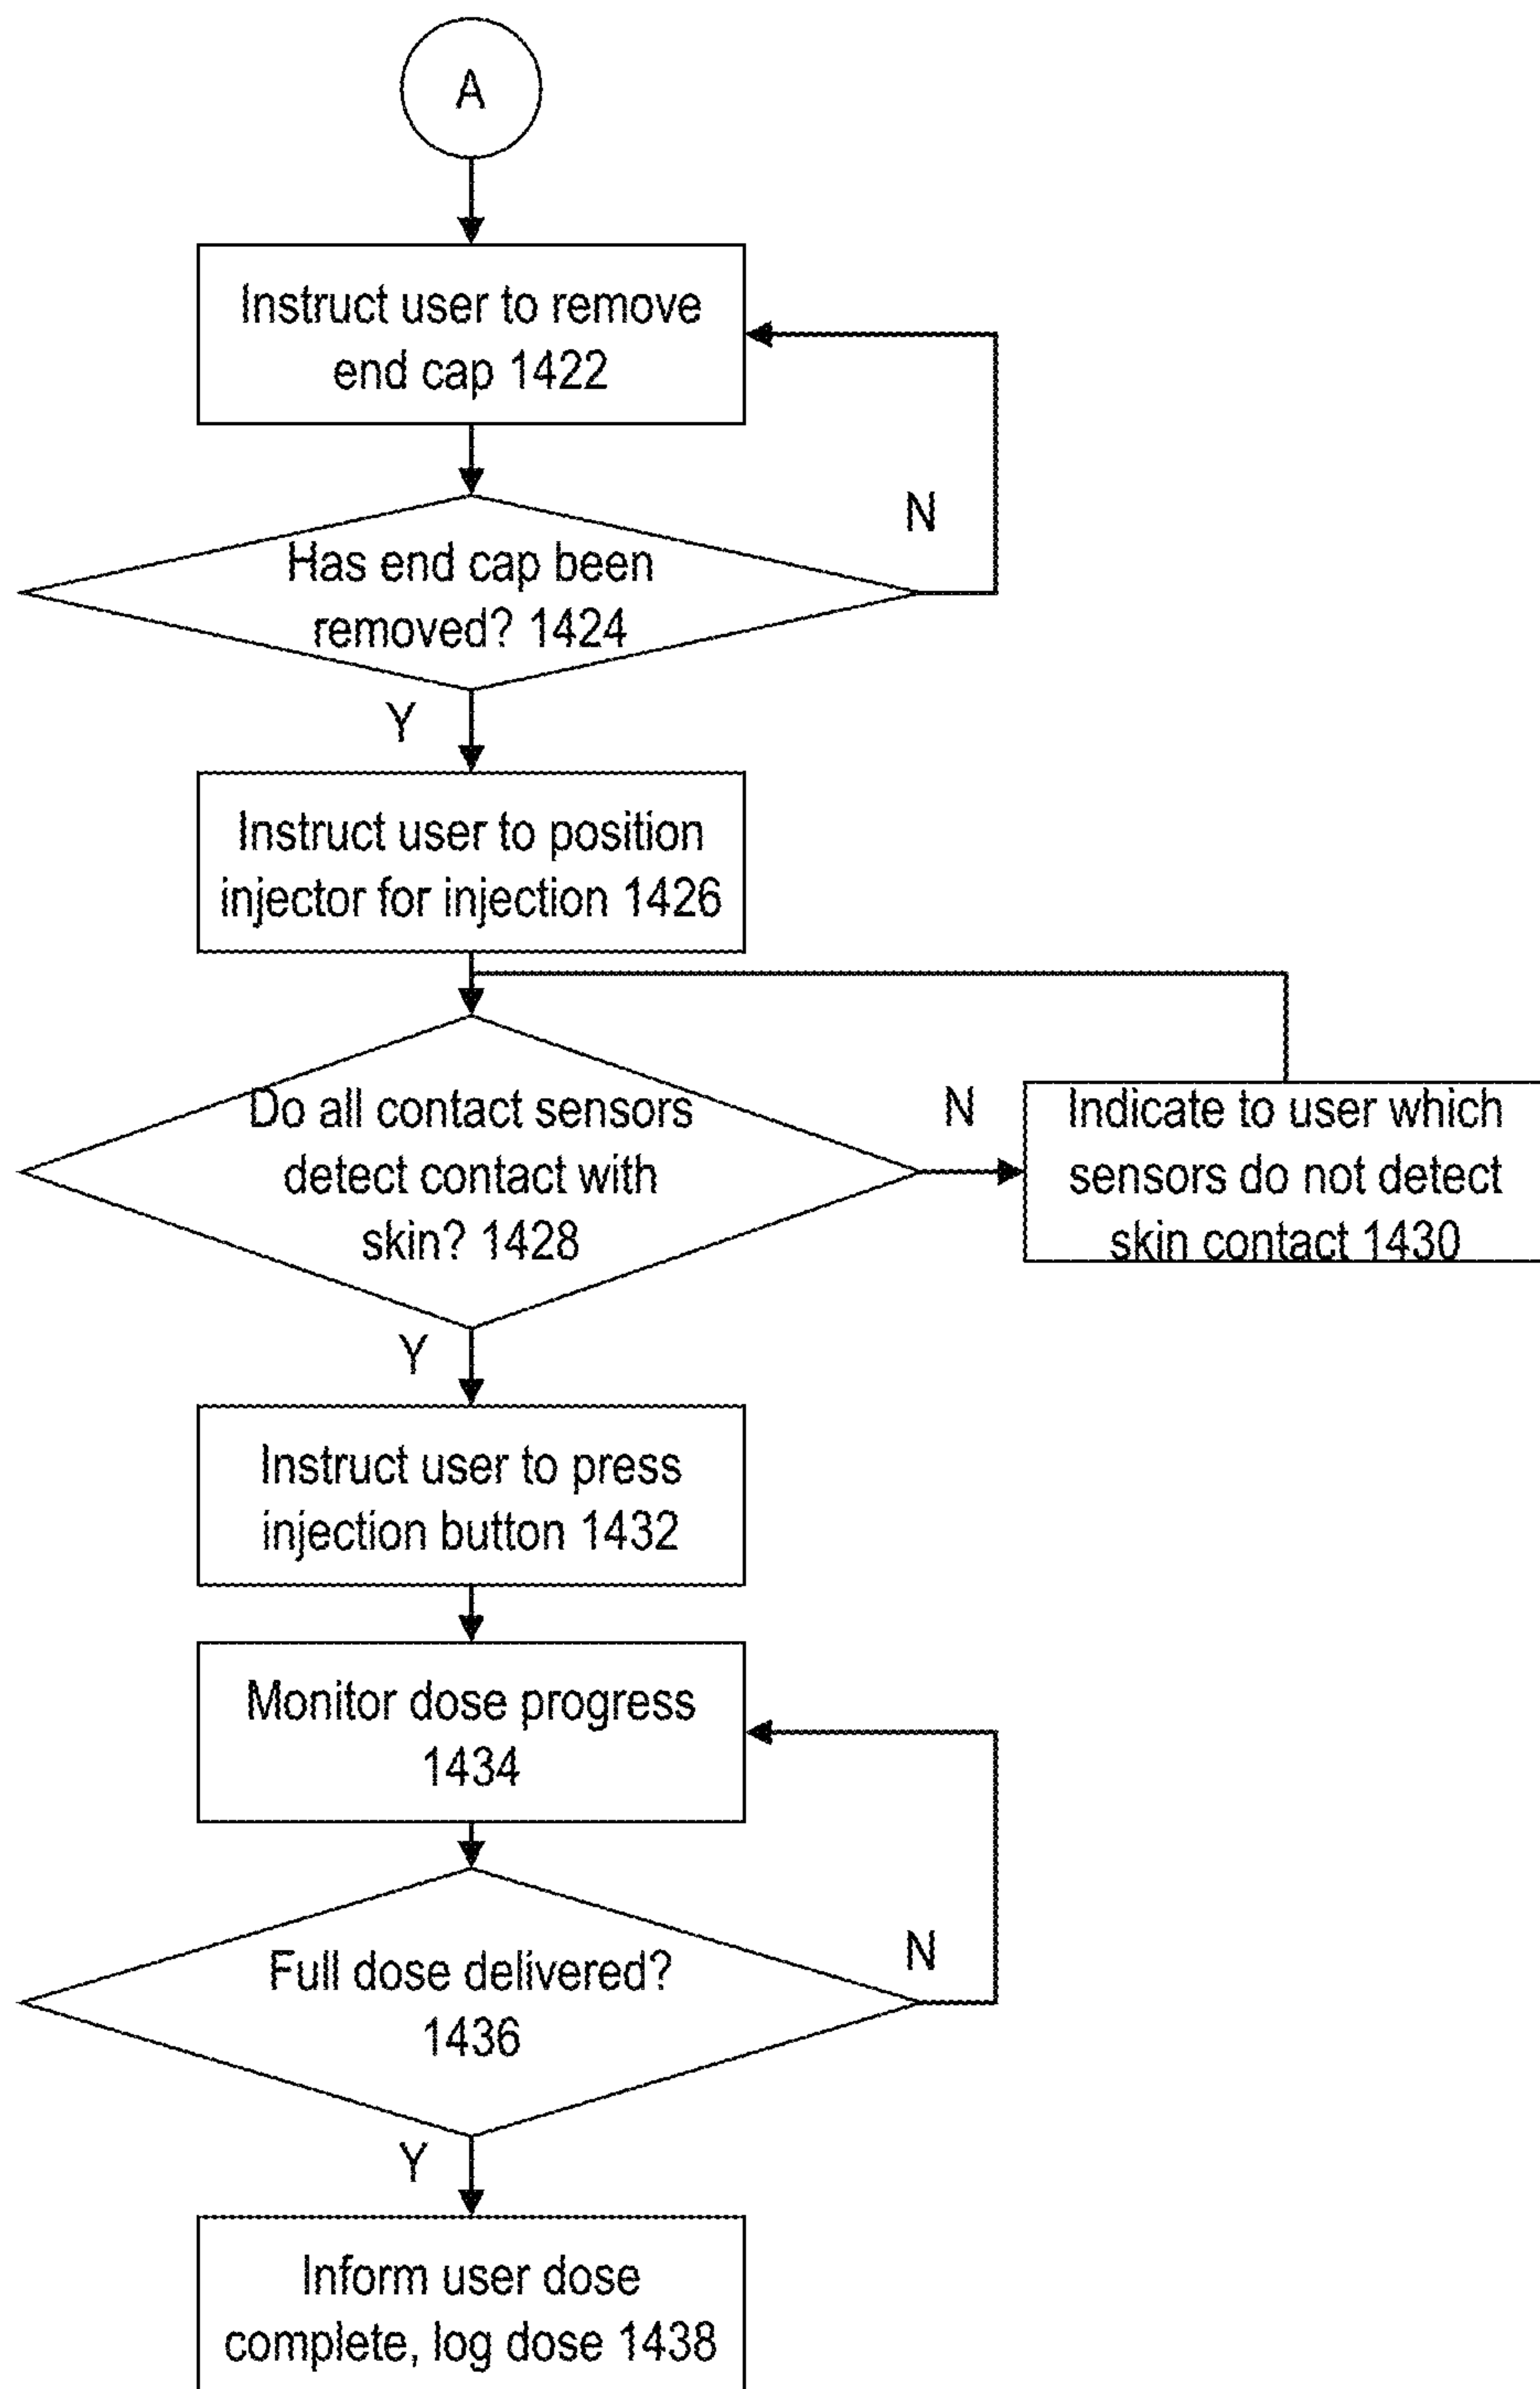 A
Instruct user to remove
end cap 1422
N
Has end cap been
removed? 1424
Y
Instruct user to position
injector for injection 1426
Do all contact sensors
detect contact with
skin? 1428
N
Indicate to user which
sensors do not detect
skin contact 1430
Y
Instruct user to press
injection button 1432
Monitor dose progress
1434
N
Full dose delivered?
1436
Y
Inform user dose
complete, log dose 1438